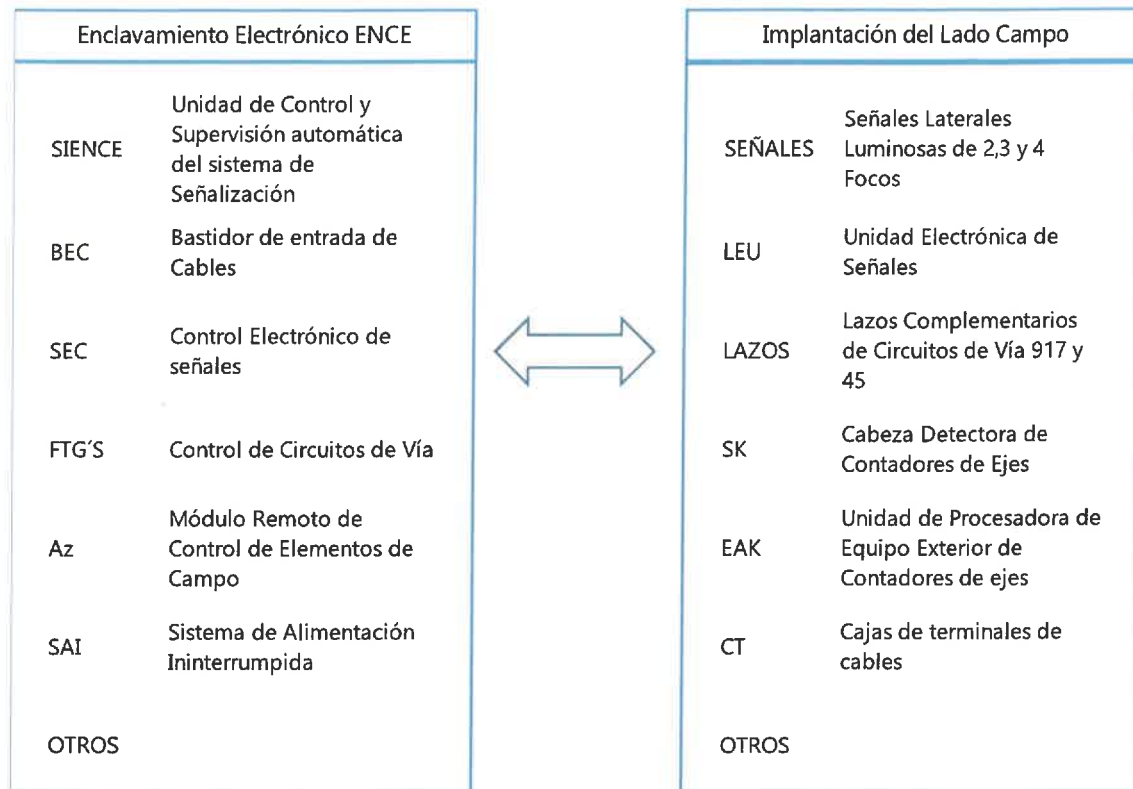 Enclavamiento Electrónico ENCE
SIENCE
Unidad de Control y
Supervisión automática
del sistema de
Señalización
BEC
Bastidor de entrada de
Cables
SEC
Control Electrónico de
señales
FTG´S
Control de Circuitos de Vía
Az
Módulo Remoto de
Control de Elementos de
Campo
SAI
Sistema de Alimentación
Ininterrumpida
OTROS
Implantación del Lado Campo
SEÑALES
Señales Laterales
Luminosas de 2,3 y 4
Focos
LEU
Unidad Electrónica de
Señales
LAZOS
Lazos Complementarios
de Circuitos de Vía 917 y
45
SK
Cabeza Detectora de
Contadores de Ejes
EAK
Unidad de Procesadora de
Equipo Exterior de
Contadores de ejes
CT
Cajas de terminales de
cables
OTROS